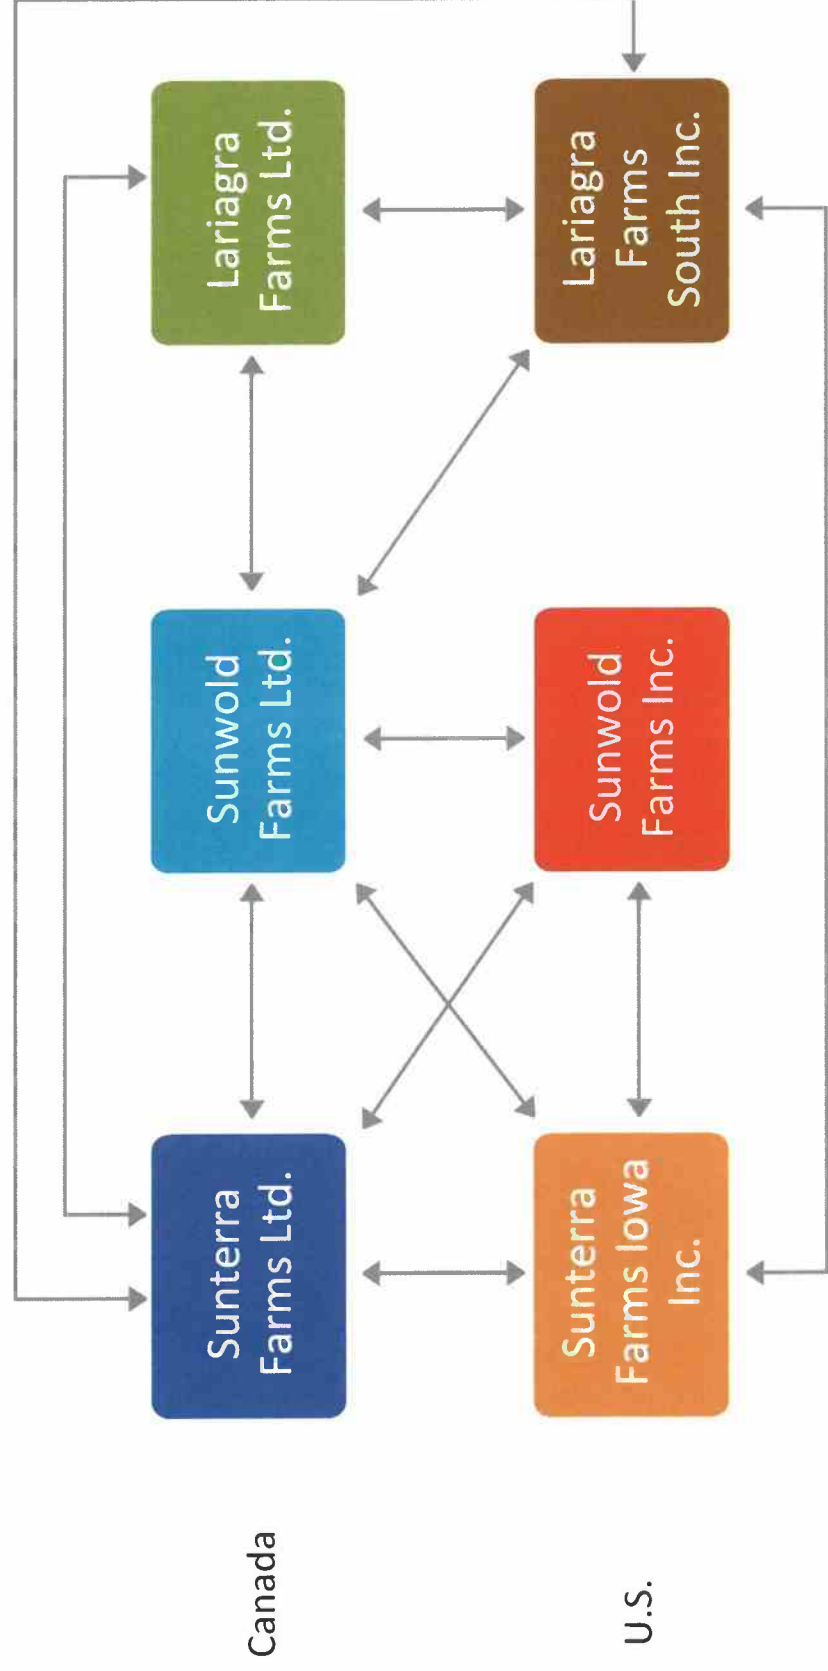 Canada
Sunterra
Farms Ltd.
Sunwold
Farms Ltd.
Lariagra
Farms Ltd.
U.S.
Sunterra
Farms Iowa
Inc.
Sunwold
Farms Inc.
Lariagra
Farms
South Inc.